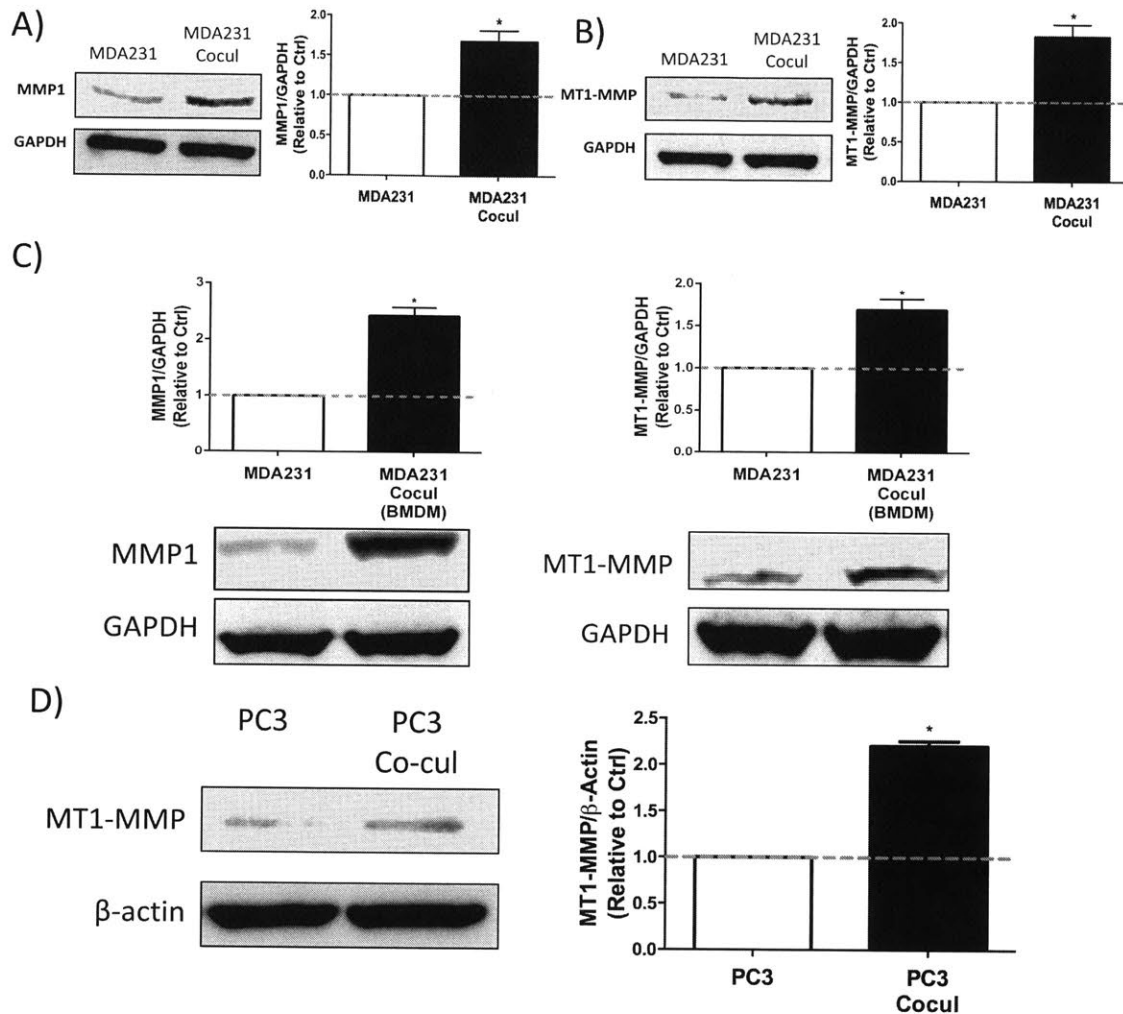 A)
MDA231
MDA231
Cocul
MMP1
GAPDH
MMP1/GAPDH
(Relative to Ctrl)
2.0
1.5
1.0
0.5
0.0
*
MDA231
MDA231
Cocul
B)
MDA231
MDA231
Cocul
MT1-MMP
GAPDH
MT1-MMP/GAPDH
(Relative to Ctrl)
2.0
1.5
1.0
0.5
0.0
*
MDA231
MDA231
Cocul
C)
MMP1/GAPDH
(Relative to Ctrl)
3
2
1
0
*
MDA231
MDA231
Cocul
(BMDM)
MMP1
GAPDH
MT1-MMP/GAPDH
(Relative to Ctrl)
2.0
1.5
1.0
0.5
0.0
*
MDA231
MDA231
Cocul
(BMDM)
MT1-MMP
GAPDH
D)
PC3
PC3
Co-cul
MT1-MMP
β-actin
MT1-MMP/β-Actin
(Relative to Ctrl)
2.5
2.0
1.5
1.0
0.5
0.0
*
PC3
PC3
Cocul